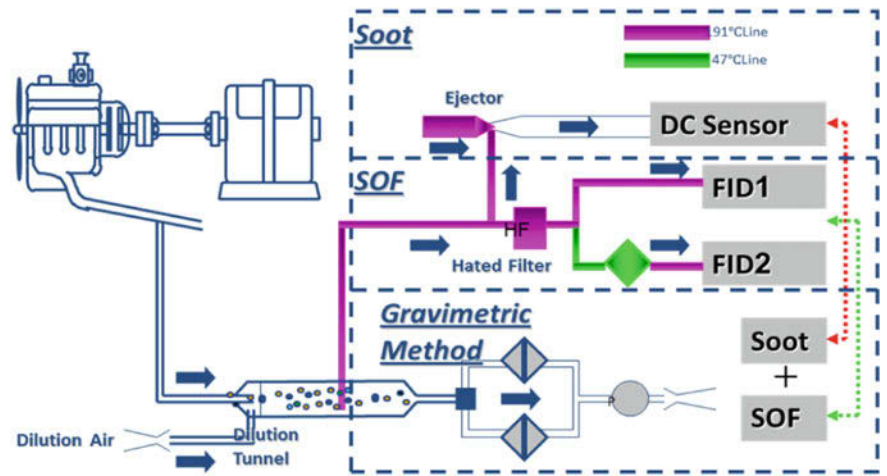 Soot
191°CLine
47°CLine
Ejector
DC Sensor
SOF
FID1
HF
Hated Filter
FID2
Gravimetric
Method
Soot
+
P
SOF
Dilution Air
Dilution
Tunnel